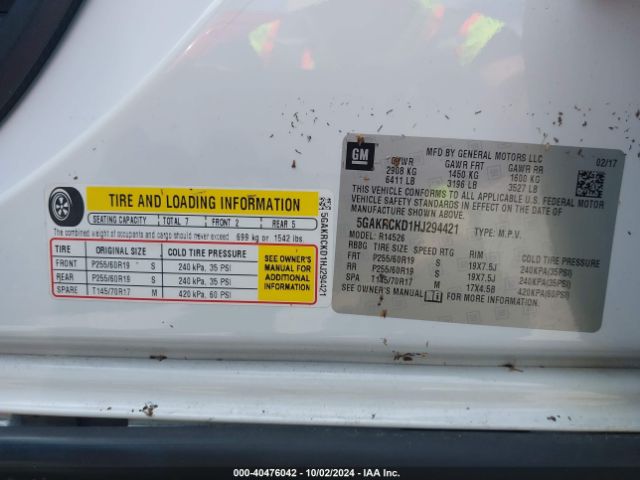 TIRE AND LOADING INFORMATION
SEATING CAPACITY TOTAL 7 FRONT 2 REAR 5
The combined weight of occupants and cargo should never exceed 699 kg or 1542 lbs.
TIRE ORIGINAL SIZE COLD TIRE PRESSURE
FRONT P255/60R19 S 240 kPa, 35 PSI
REAR P255/60R19 S 240 kPa, 35 PSI
SPARE T145/70R17 M 420 kPa, 60 PSI
SEE OWNER'S MANUAL FOR ADDITIONAL INFORMATION
5GAKRCKD1HJ294421
GM
MFD BY GENERAL MOTORS LLC
02/17
GVWR GAWR FRT GAWR RR
2908 KG 1450 KG 1600 KG
6411 LB 3196 LB 3527 LB
THIS VEHICLE CONFORMS TO ALL APPLICABLE U.S. FEDERAL MOTOR
VEHICLE SAFETY STANDARDS IN EFFECT ON THE DATE OF
MANUFACTURE SHOWN ABOVE.
5GAKRCKD1HJ294421 TYPE: M.P.V.
MODEL: R14526
TIRE SIZE SPEED RTG RIM COLD TIRE PRESSURE
FRT P255/60R19 S 19X7.5J 240KPA(35PSI)
RR P255/60R19 S 19X7.5J 240KPA(35PSI)
SPA T145/70R17 M 17X4.5B 420KPA(60PSI)
SEE OWNER'S MANUAL FOR MORE INFORMATION.
000-40476042 - 10/02/2024 - IAA Inc.